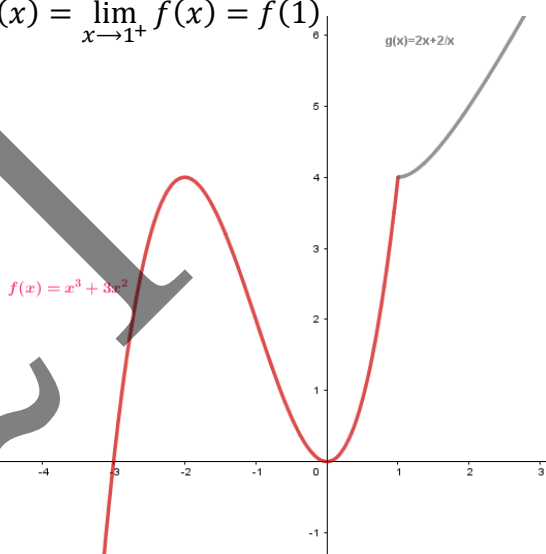 (x) = lim f(x) = f(1)
x⟶1⁺
g(x)=2x+2/x
f(x) = x³ + 3x²
6
5
4
3
2
1
-4 -3 -2 -1 0 1 2 3
-1